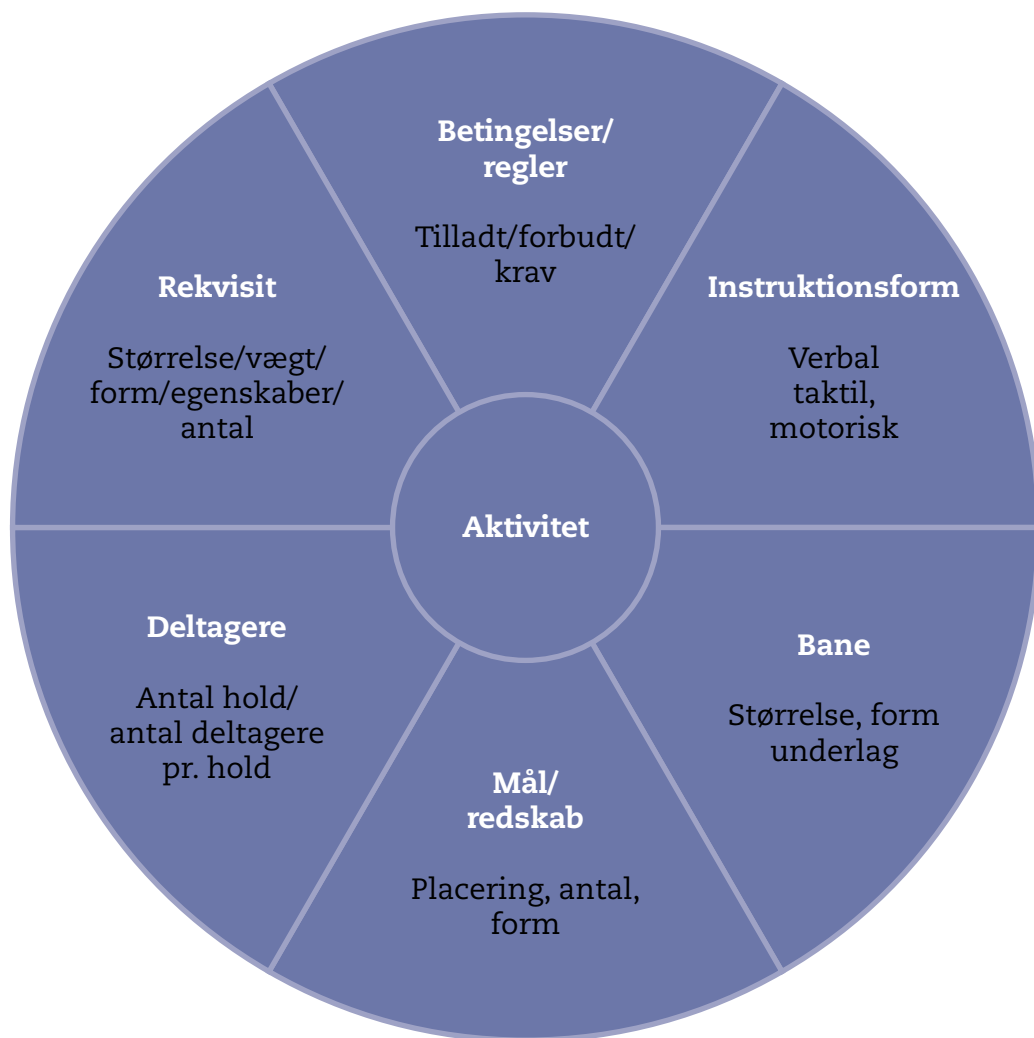 Betingelser/
regler
Tilladt/forbudt/
krav
Instruktionsform
Verbal
taktil,
motorisk
Bane
Størrelse, form
underlag
Mål/
redskab
Placering, antal,
form
Deltagere
Antal hold/
antal deltagere
pr. hold
Rekvisit
Størrelse/vægt/
form/egenskaber/
antal
Aktivitet